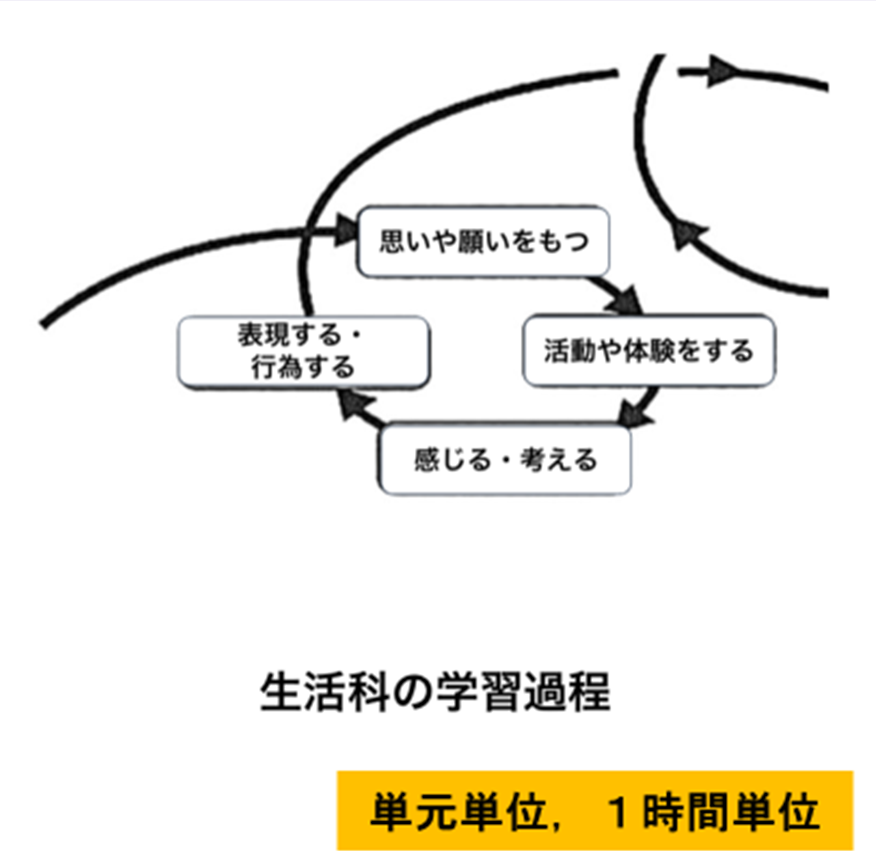 思いや願いをもつ
表現する・
行為する
活動や体験をする
感じる・考える
生活科の学習過程
単元単位,　１時間単位